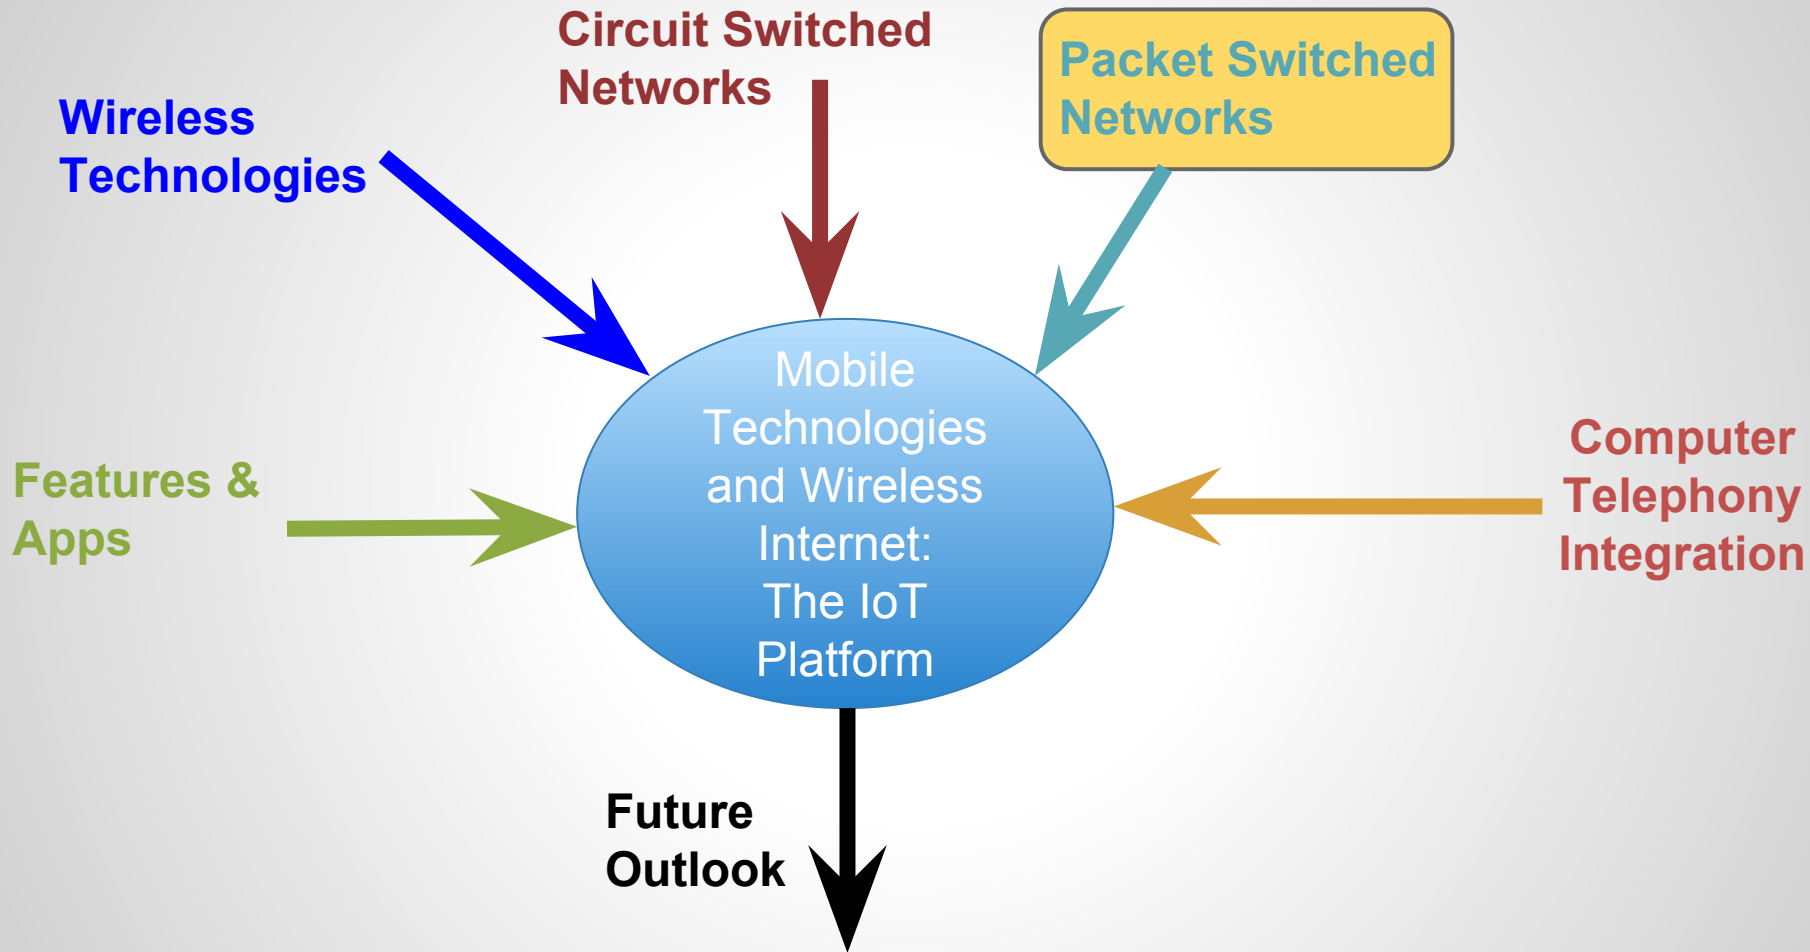 Circuit Switched
Networks
Packet Switched
Networks
Wireless
Technologies
Mobile
Technologies
and Wireless
Internet:
The IoT
Platform
Features &
Apps
Computer
Telephony
Integration
Future
Outlook